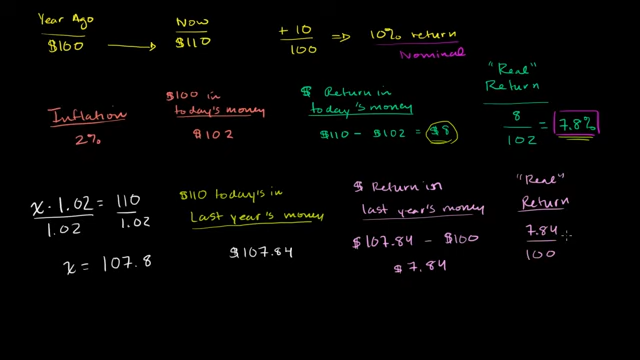 Year Ago
$100
Now
$110
+ 10
100
⇒ 10% return
Nominal
Inflation
2%
$100 in
today's money
$102
$ Return in
today's money
$110 - $102 = $8
"Real"
Return
8
102
= 7.8%
x · 1.02 = 110
1.02 1.02
x = 107.8
$110 today's in
Last year's money
$107.84
$ Return in
last year's money
$107.84 - $100
$7.84
"Real"
Return
7.84
100